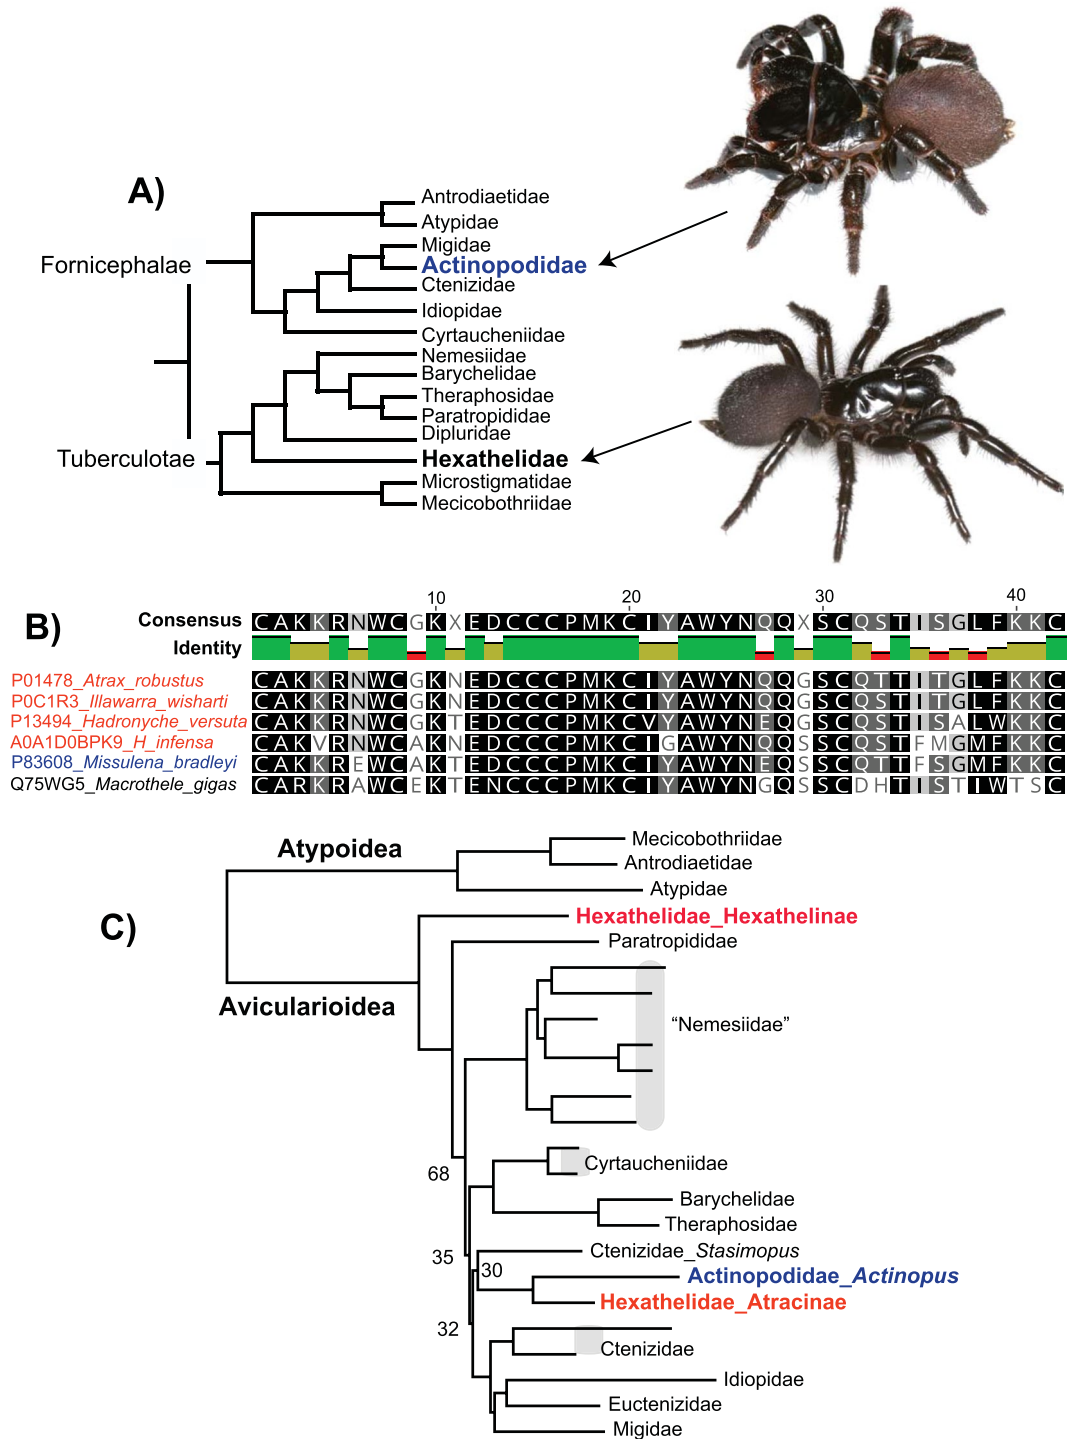 A)
Antrodiaetidae
Atypidae
Migidae
Fornicephalae
Actinopodidae
Ctenizidae
Idiopidae
Cyrtaucheniidae
Nemesiidae
Barychelidae
Theraphosidae
Paratropididae
Dipluridae
Tuberculotae
Hexathelidae
Microstigmatidae
Mecicobothriidae
B)
10 20 30 40
Consensus CAKKRNWCGKXEDCCCPMKCIYAWYNQQXSCQSTISGLFKKC
Identity
P01478_Atrax_robustus CAKKRNWCGKNEDCCCPMKCIYAWYNQQGSCQTTITGLFKKC
P0C1R3_Illawarra_wisharti CAKKRNWCGKNEDCCCPMKCIYAWYNQQGSCQSTITGLFKKC
P13494_Hadronyche_versuta CAKKRNWCGKTEDCCCPMKCVYAWYNEQGSCQSTISALWKKC
A0A1D0BPK9_H_infensa CAKVRNWCAKNEDCCCPMKCIGAWYNQQSSCQSTFMGMFKKC
P83608_Missulena_bradleyi CAKKREWCAKTEDCCCPMKCIYAWYNEQSSCQTTFSGMFKKC
Q75WG5_Macrothele_gigas CARKRAWCEKTENCCCPMKCIYAWYNGQSSCDHTISTIWTSC
C)
Mecicobothriidae
Atypoidea
Antrodiaetidae
Atypidae
Hexathelidae_Hexathelinae
Paratropididae
Avicularioidea
“Nemesiidae”
Cyrtaucheniidae
68
Barychelidae
Theraphosidae
35
Ctenizidae_Stasimopus
30
Actinopodidae_Actinopus
Hexathelidae_Atracinae
32
Ctenizidae
Idiopidae
Euctenizidae
Migidae